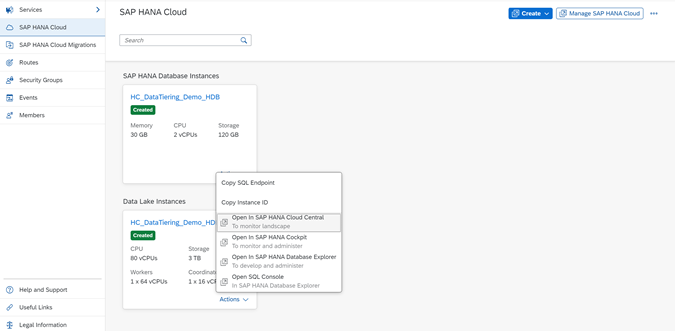 Services
SAP HANA Cloud
SAP HANA Cloud Migrations
Routes
Security Groups
Events
Members
Help and Support
Useful Links
Legal Information
SAP HANA Cloud
Create
Manage SAP HANA Cloud
Search
SAP HANA Database Instances
HC_DataTiering_Demo_HDB
Created
Memory CPU Storage
30 GB 2 vCPUs 120 GB
Data Lake Instances
HC_DataTiering_Demo_HD
Created
CPU Storage
80 vCPUs 3 TB
Workers Coordinat
1 x 64 vCPUs 1 x 16 vCP
Actions
Copy SQL Endpoint
Copy Instance ID
Open In SAP HANA Cloud Central
To monitor landscape
Open In SAP HANA Cockpit
To monitor and administer
Open In SAP HANA Database Explorer
To develop and administer
Open SQL Console
In SAP HANA Database Explorer